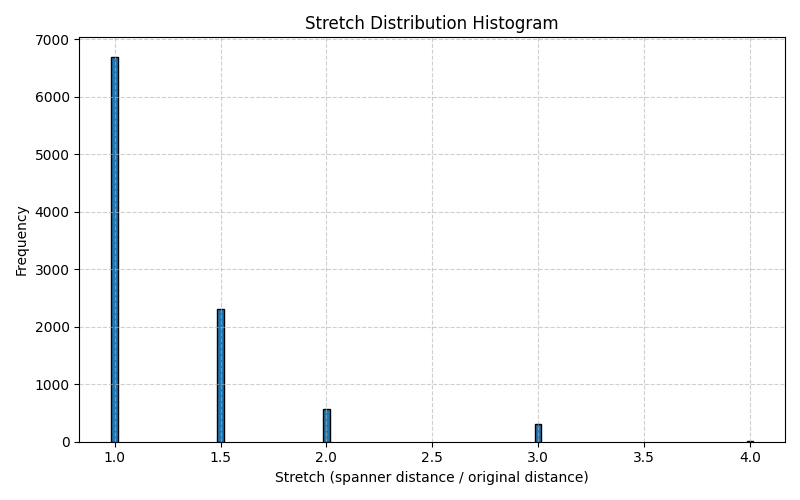 Stretch Distribution Histogram
Frequency
7000
6000
5000
4000
3000
2000
1000
0
1.0 1.5 2.0 2.5 3.0 3.5 4.0
Stretch (spanner distance / original distance)